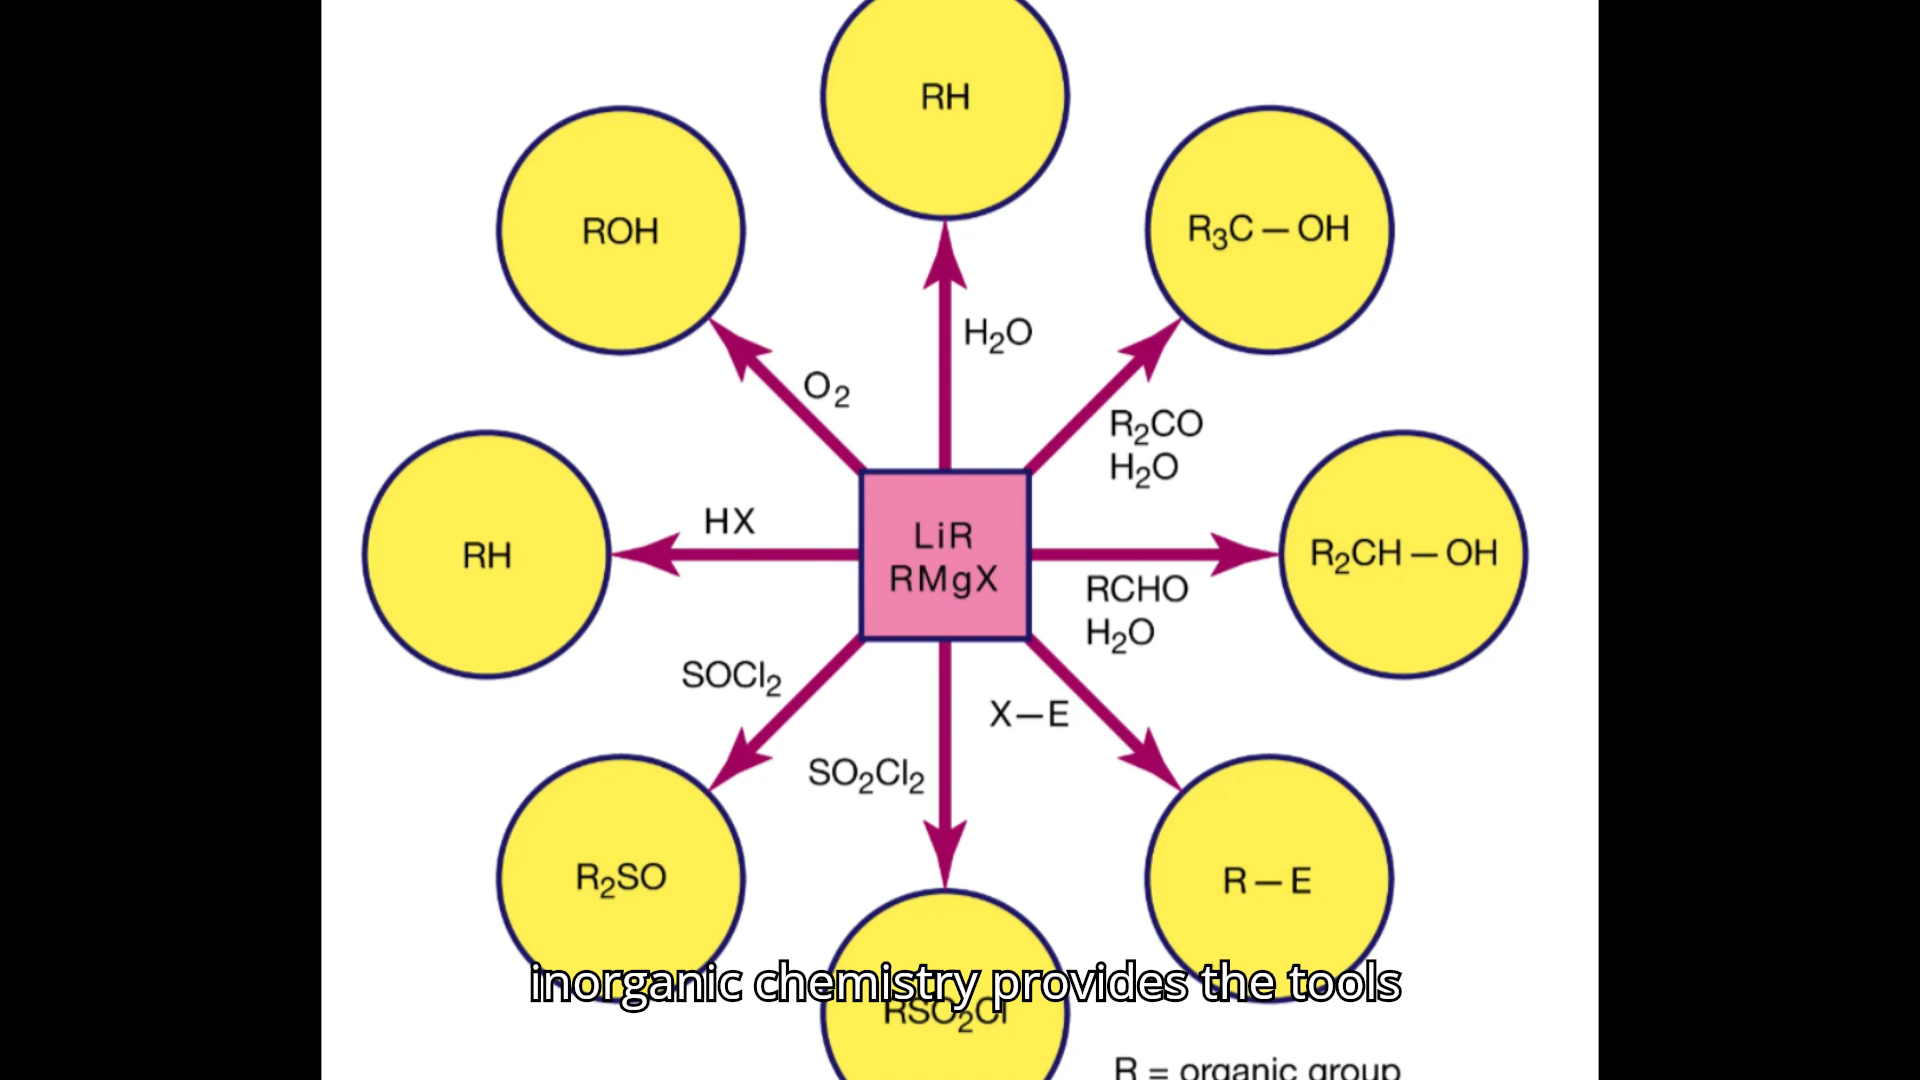 RH
ROH
R₃C – OH
H₂O
O₂
R₂CO
H₂O
HX
LiR
RMgX
RH
R₂CH – OH
RCHO
H₂O
SOCl₂
X–E
SO₂Cl₂
R₂SO
R – E
inorganic chemistry provides the tools
RSO₂Cl
R = organic group